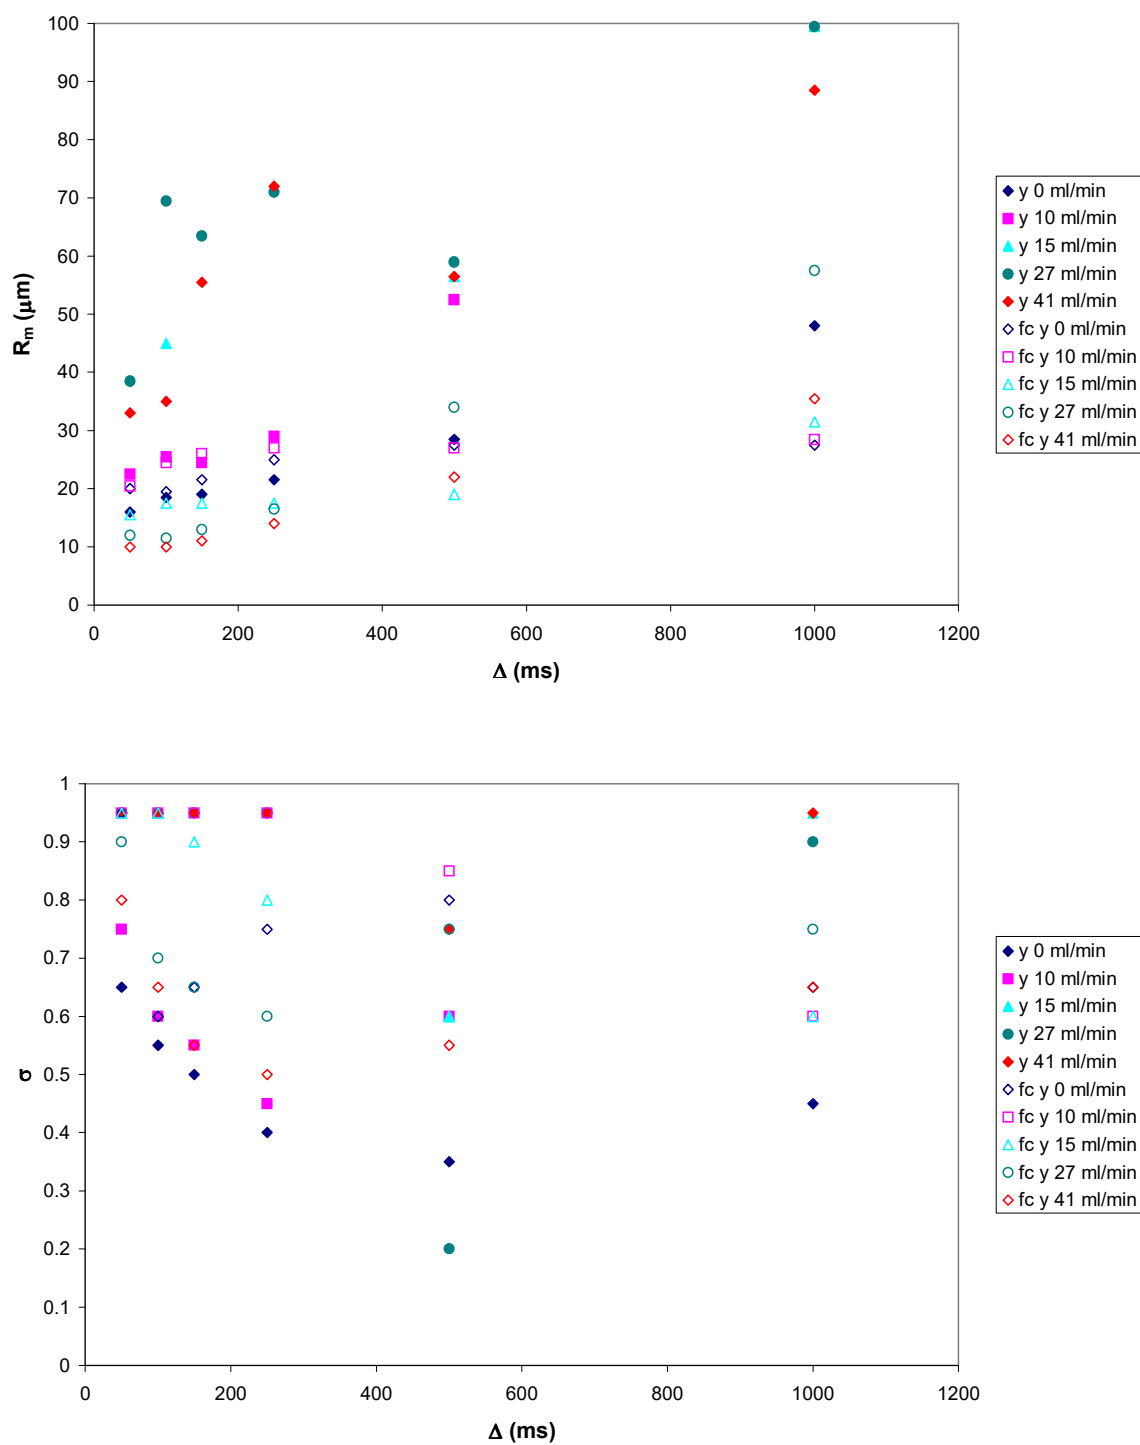 100
90
80
70
60
50
40
30
20
10
0
Rm (μm)
0 200 400 600 800 1000 1200
Δ (ms)
y 0 ml/min
y 10 ml/min
y 15 ml/min
y 27 ml/min
y 41 ml/min
fc y 0 ml/min
fc y 10 ml/min
fc y 15 ml/min
fc y 27 ml/min
fc y 41 ml/min
1
0.9
0.8
0.7
0.6
0.5
0.4
0.3
0.2
0.1
0
σ
0 200 400 600 800 1000 1200
Δ (ms)
y 0 ml/min
y 10 ml/min
y 15 ml/min
y 27 ml/min
y 41 ml/min
fc y 0 ml/min
fc y 10 ml/min
fc y 15 ml/min
fc y 27 ml/min
fc y 41 ml/min